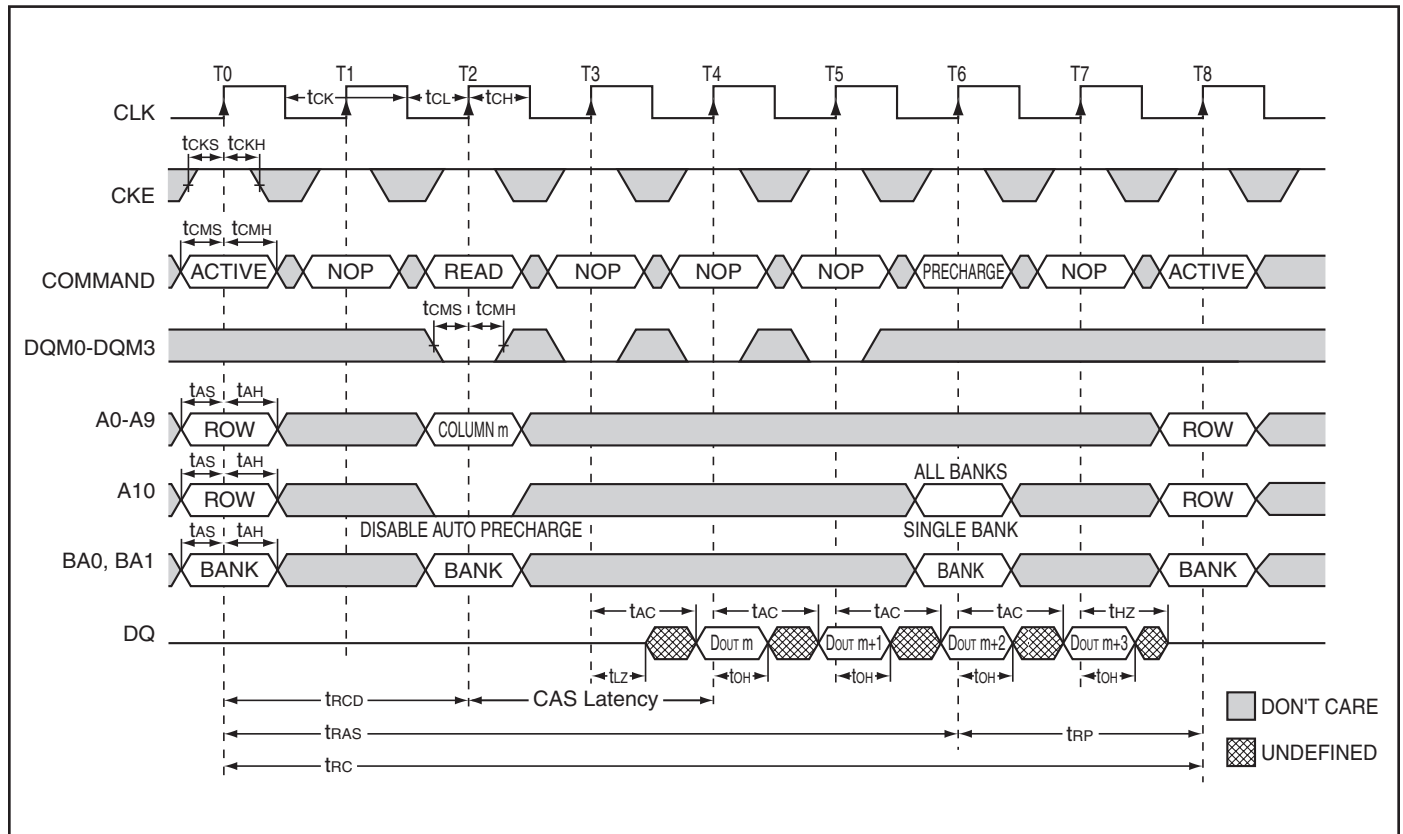 T0 T1 T2 T3 T4 T5 T6 T7 T8
CLK tCK tCL tCH
tCKS tCKH
CKE
tCMS tCMH
COMMAND ACTIVE NOP READ NOP NOP NOP PRECHARGE NOP ACTIVE
tCMS tCMH
DQM0-DQM3
tAS tAH
A0-A9 ROW COLUMN m ROW
tAS tAH ALL BANKS
A10 ROW ROW
tAS tAH DISABLE AUTO PRECHARGE SINGLE BANK
BA0, BA1 BANK BANK BANK BANK
tAC tAC tAC tAC tHZ
DQ DOUT m DOUT m+1 DOUT m+2 DOUT m+3
tLZ tOH tOH tOH tOH
tRCD CAS Latency
DON'T CARE
tRAS tRP
UNDEFINED
tRC